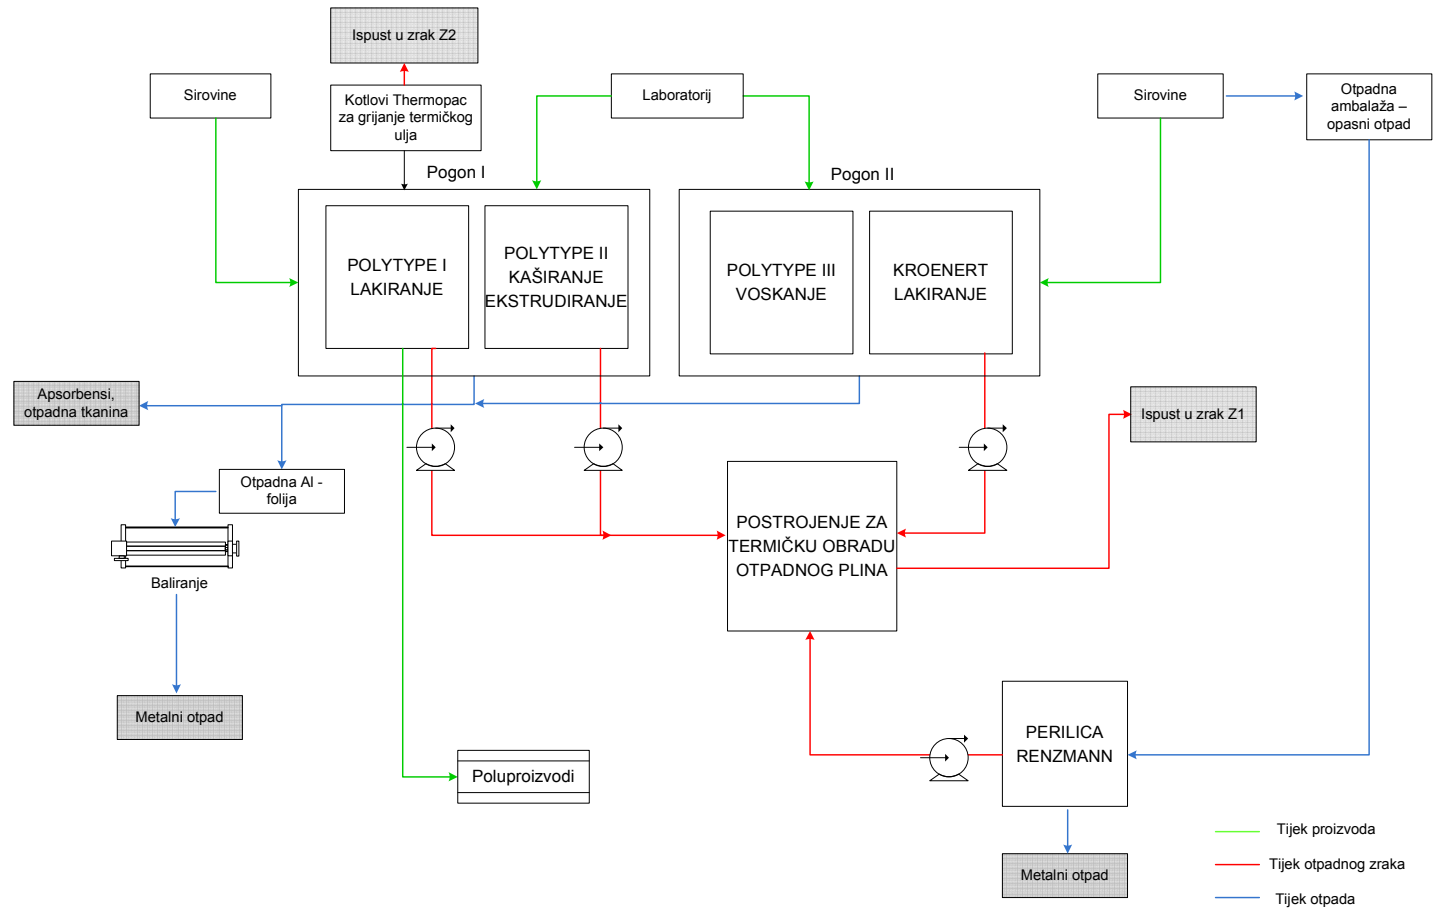 Ispust u zrak Z2
Sirovine
Kotlovi Thermopac
za grijanje termičkog
ulja
Laboratorij
Sirovine
Otpadna
ambalaža –
opasni otpad
Pogon I
Pogon II
POLYTYPE I
LAKIRANJE
POLYTYPE II
KAŠIRANJE
EKSTRUDIRANJE
POLYTYPE III
VOSKANJE
KROENERT
LAKIRANJE
Apsorbensi,
otpadna tkanina
Ispust u zrak Z1
Otpadna Al -
folija
POSTROJENJE ZA
TERMIČKU OBRADU
OTPADNOG PLINA
Baliranje
Metalni otpad
PERILICA
RENZMANN
Poluproizvodi
Metalni otpad
Tijek proizvoda
Tijek otpadnog zraka
Tijek otpada